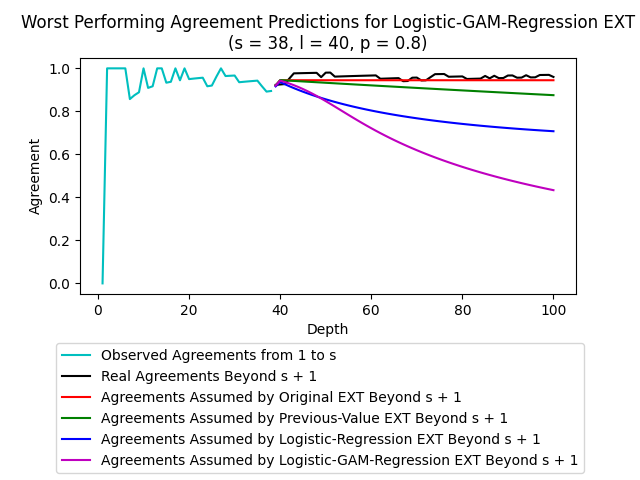 Worst Performing Agreement Predictions for Logistic-GAM-Regression EXT
(s = 38, l = 40, p = 0.8)
1.0
0.8
0.6
0.4
0.2
0.0
Agreement
0 20 40 60 80 100
Depth
Observed Agreements from 1 to s
Real Agreements Beyond s + 1
Agreements Assumed by Original EXT Beyond s + 1
Agreements Assumed by Previous-Value EXT Beyond s + 1
Agreements Assumed by Logistic-Regression EXT Beyond s + 1
Agreements Assumed by Logistic-GAM-Regression EXT Beyond s + 1